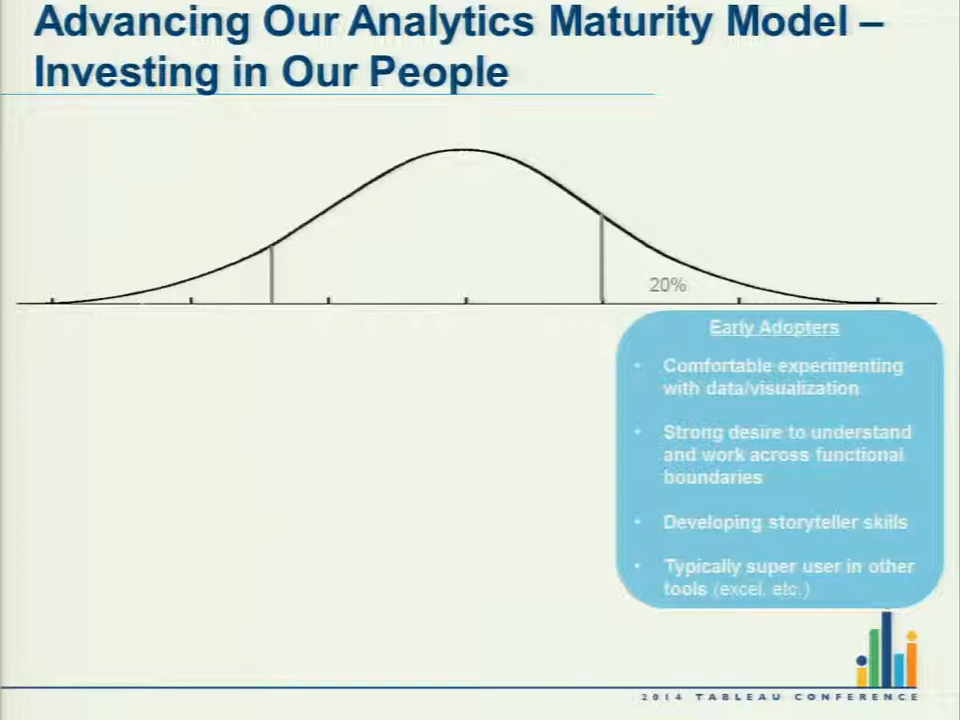 Advancing Our Analytics Maturity Model –
Investing in Our People
20%
Early Adopters
• Comfortable experimenting
with data/visualization
• Strong desire to understand
and work across functional
boundaries
• Developing storyteller skills
• Typically super user in other
tools (excel, etc.)
2014 TABLEAU CONFERENCE